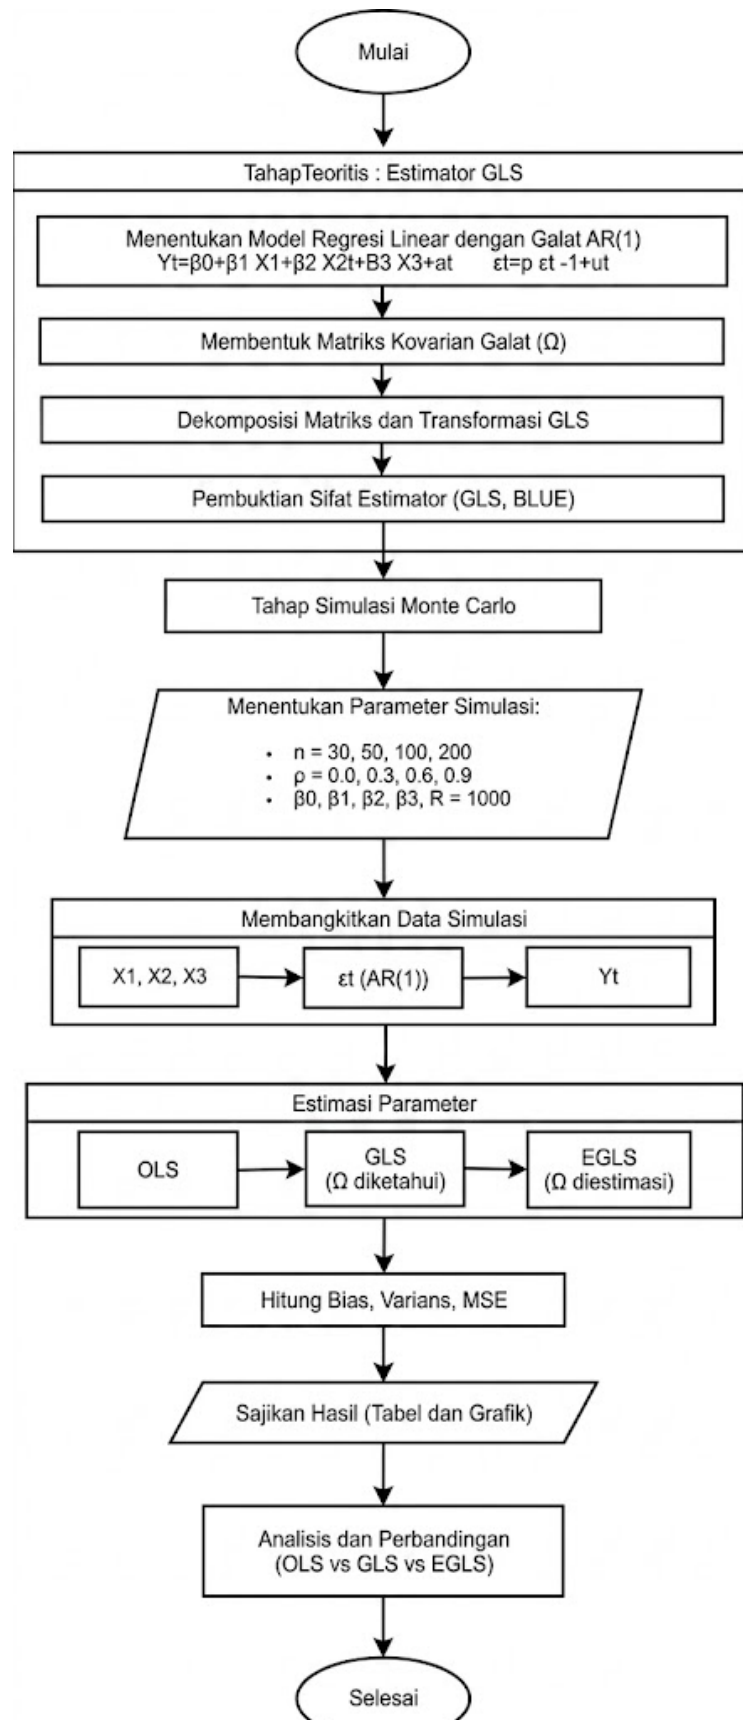 Mulai
TahapTeoritis : Estimator GLS
Menentukan Model Regresi Linear dengan Galat AR(1)
Yt=β0+β1 X1+β2 X2t+B3 X3+at εt=p εt -1+ut
Membentuk Matriks Kovarian Galat (Ω)
Dekomposisi Matriks dan Transformasi GLS
Pembuktian Sifat Estimator (GLS, BLUE)
Tahap Simulasi Monte Carlo
Menentukan Parameter Simulasi:
• n = 30, 50, 100, 200
• ρ = 0.0, 0.3, 0.6, 0.9
• β0, β1, β2, β3, R = 1000
Membangkitkan Data Simulasi
X1, X2, X3 εt (AR(1)) Yt
Estimasi Parameter
OLS
GLS
(Ω diketahui)
EGLS
(Ω diestimasi)
Hitung Bias, Varians, MSE
Sajikan Hasil (Tabel dan Grafik)
Analisis dan Perbandingan
(OLS vs GLS vs EGLS)
Selesai